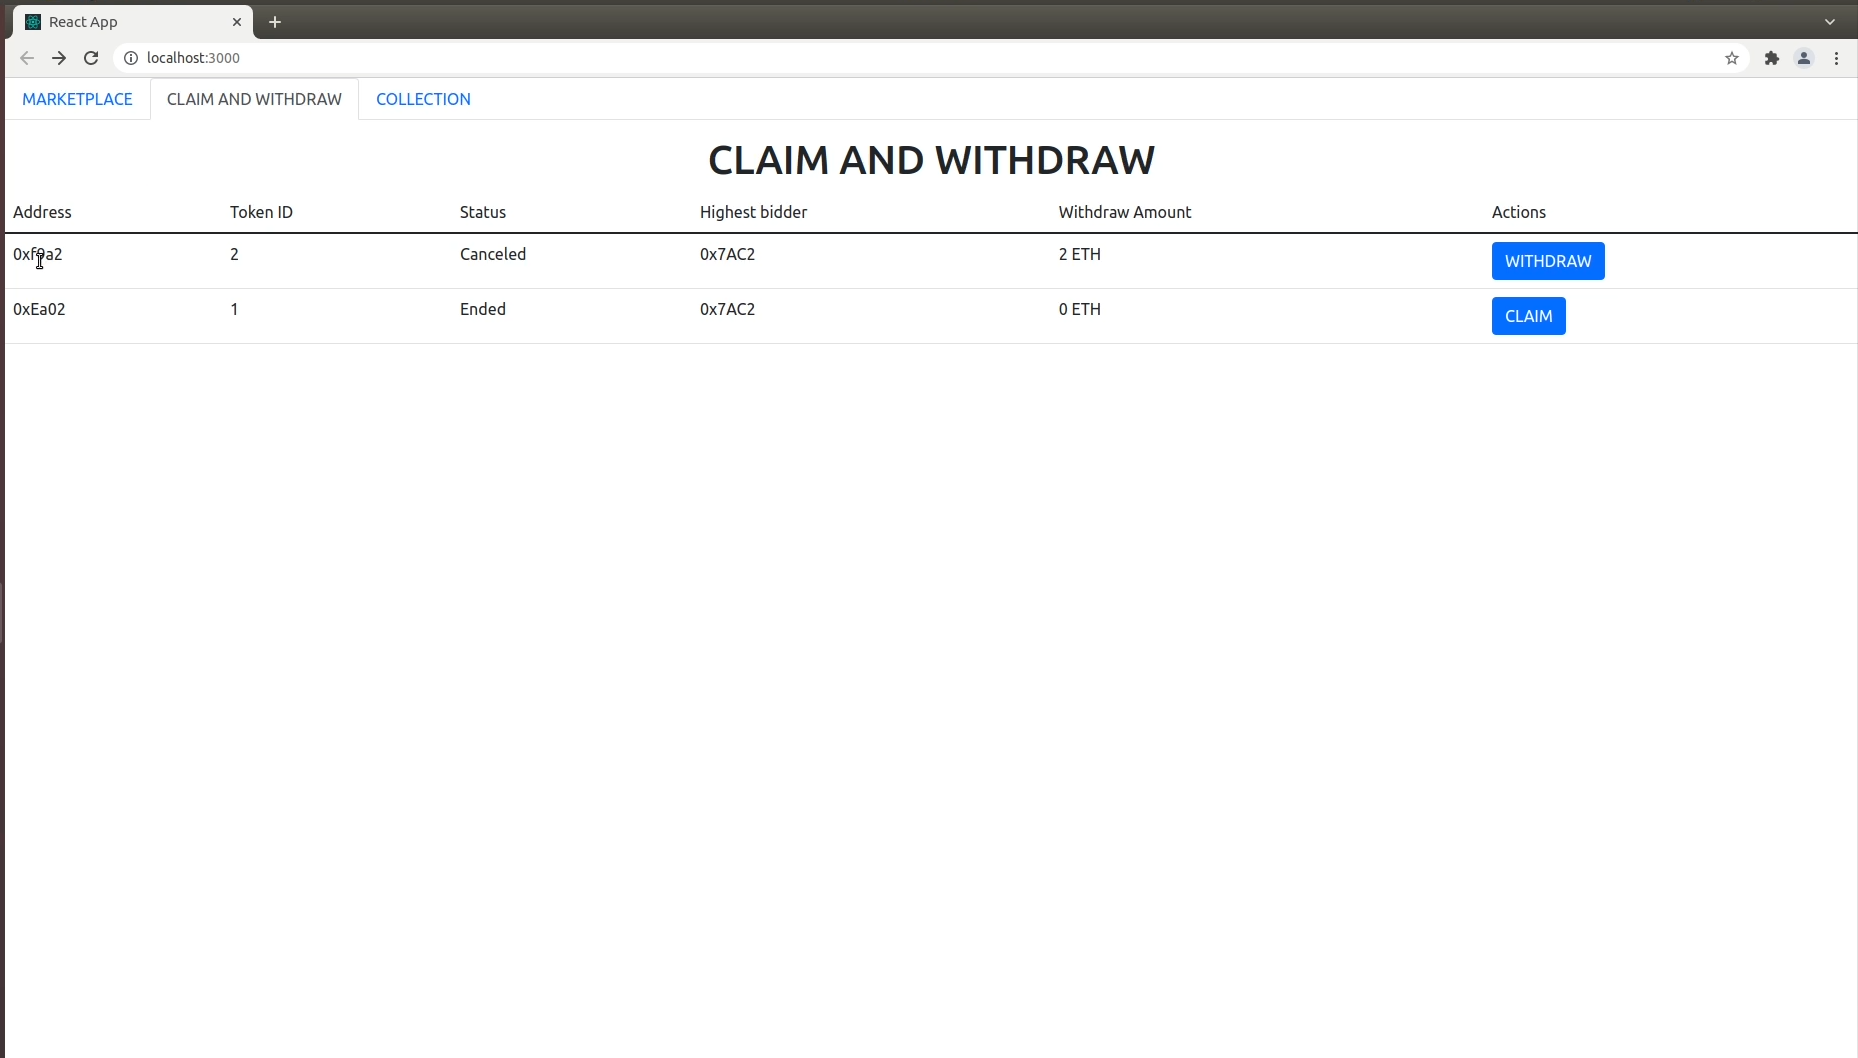 React App
localhost:3000
MARKETPLACE CLAIM AND WITHDRAW COLLECTION
CLAIM AND WITHDRAW
Address Token ID Status Highest bidder Withdraw Amount Actions
2 Canceled 0x7AC2 2 ETH WITHDRAW
0xEa02 1 Ended 0x7AC2 0 ETH CLAIM